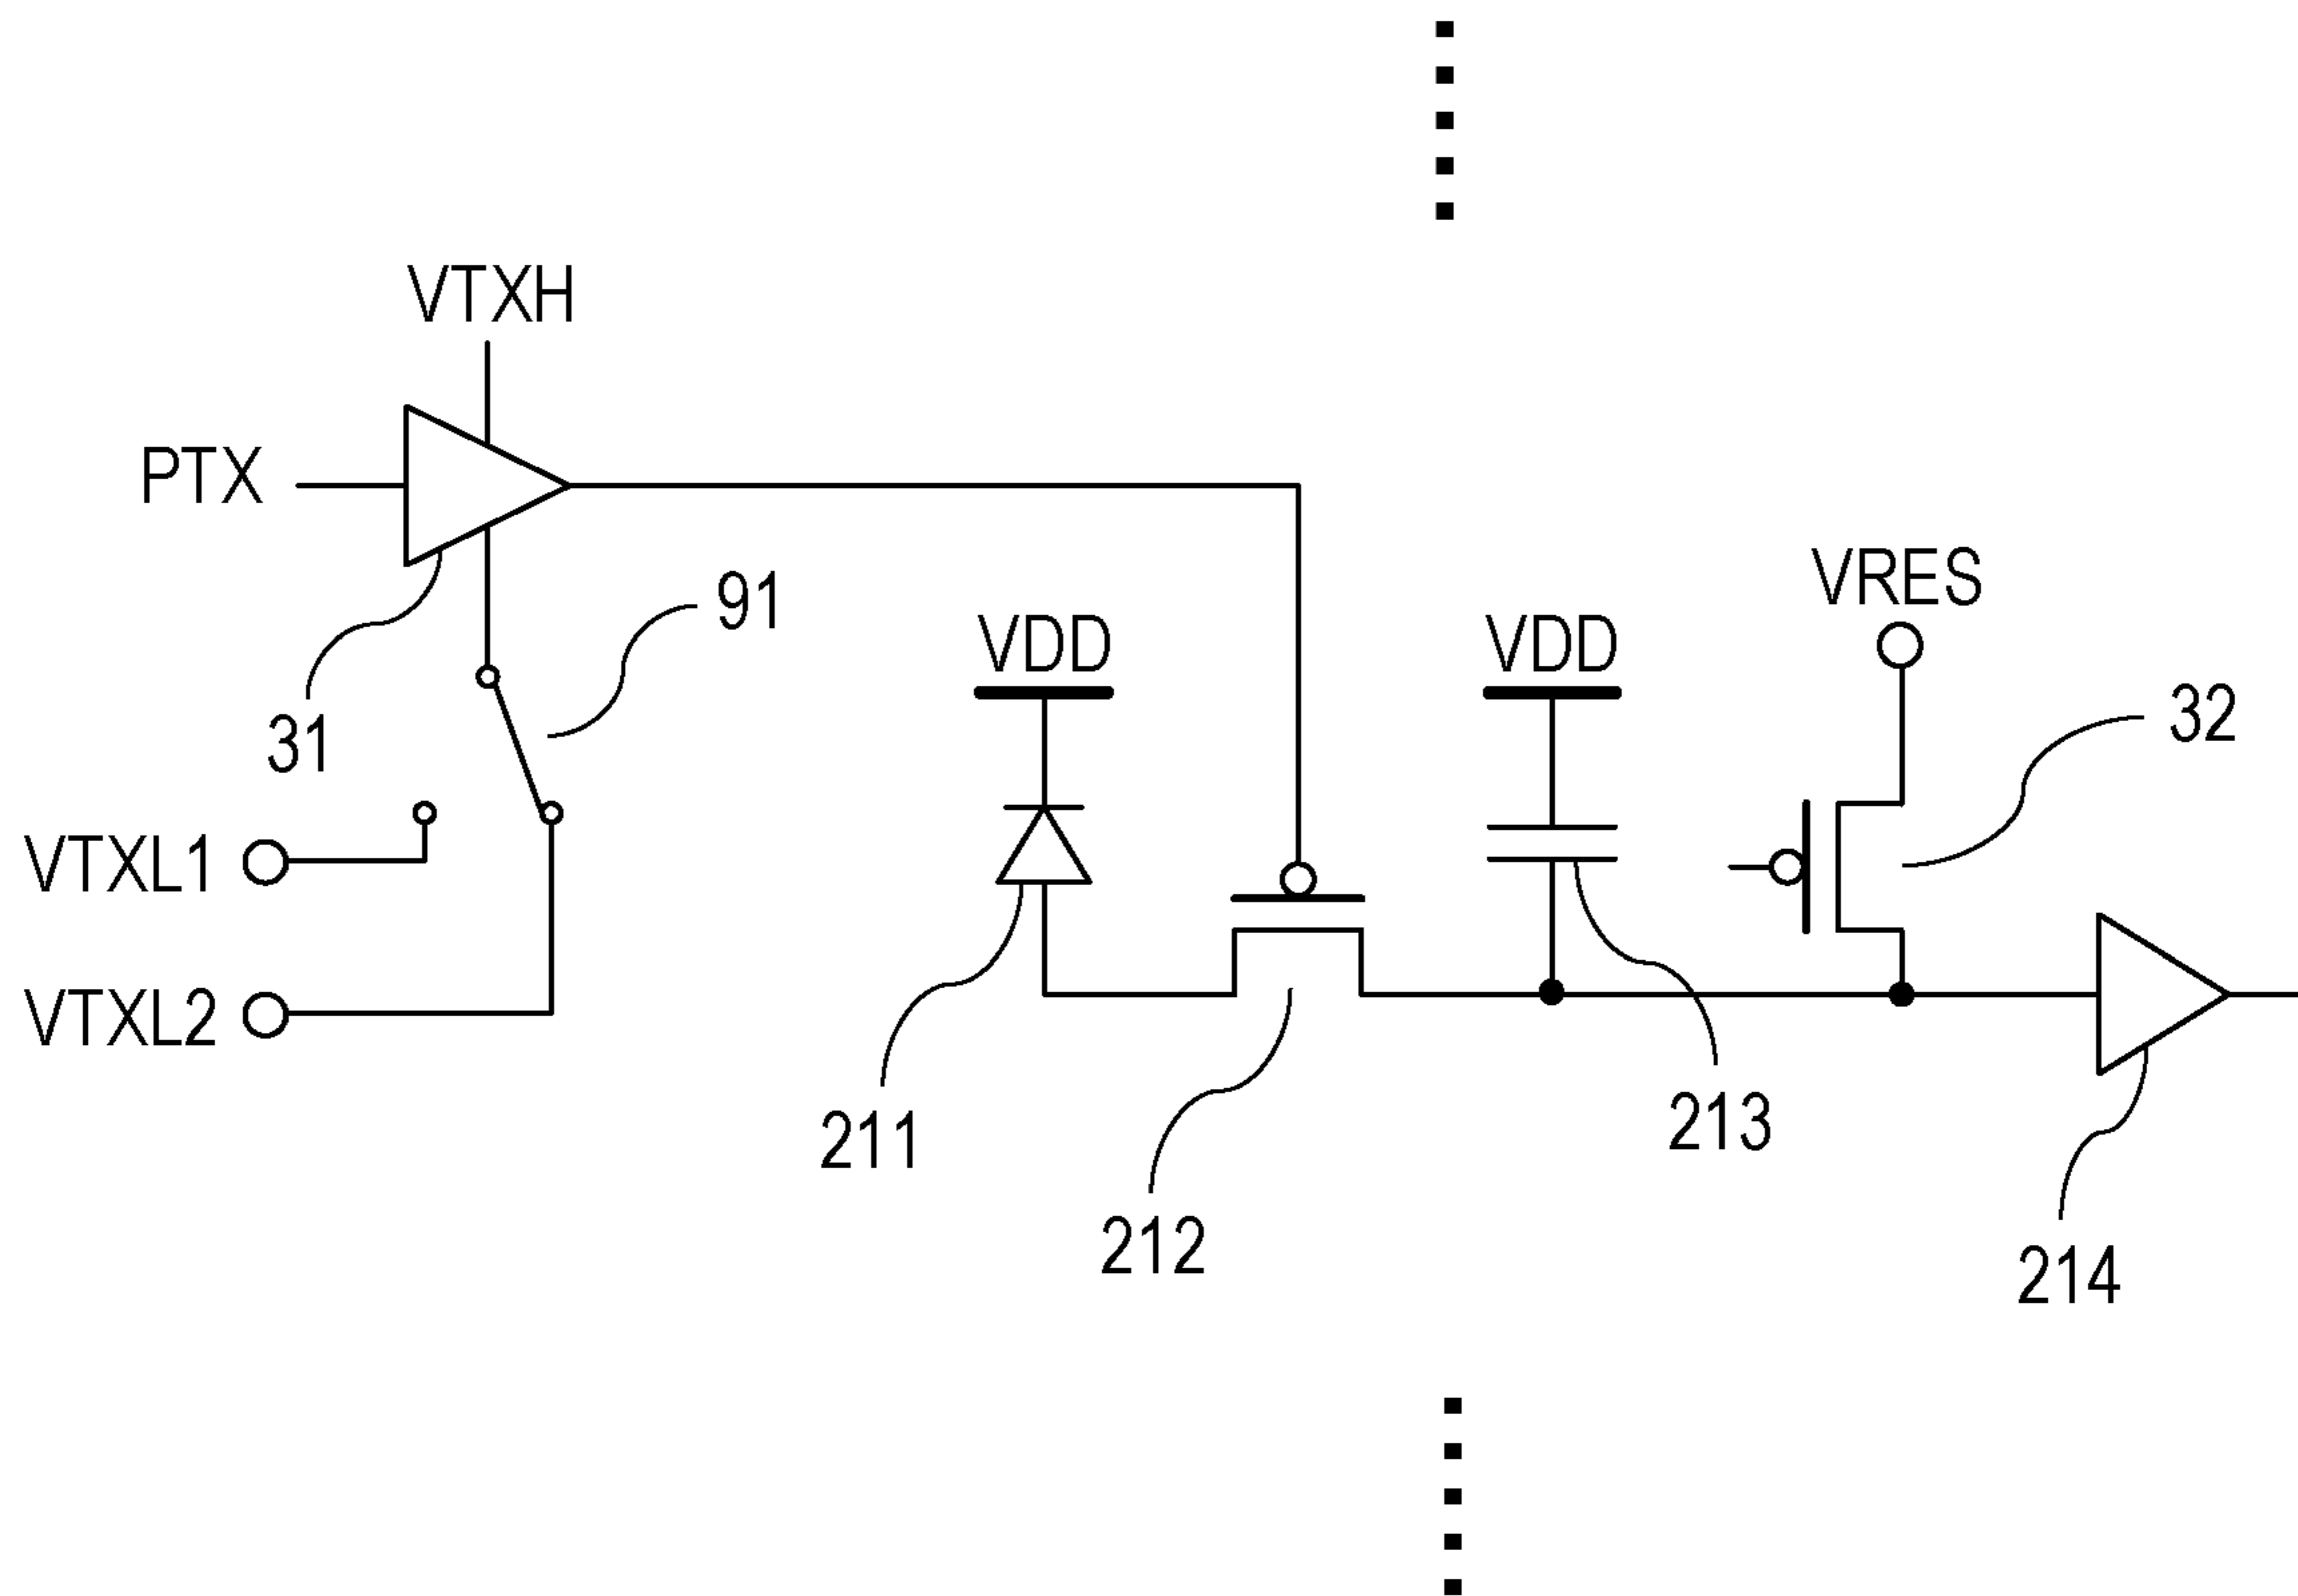 VTXH
PTX
91
VRES
VDD
VDD
32
31
VTXL1
VTXL2
211
213
212
214